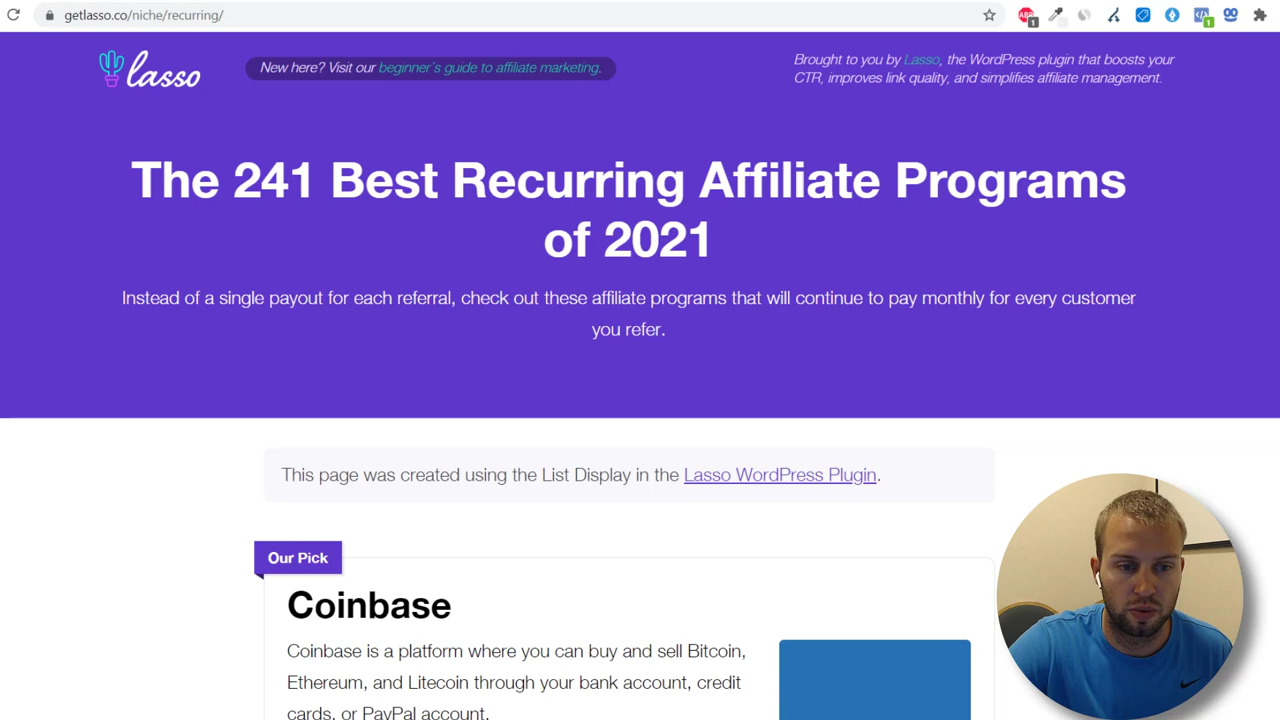 getlasso.co/niche/recurring/
ABP
1
1
lasso
New here? Visit our beginner's guide to affiliate marketing.
Brought to you by Lasso, the WordPress plugin that boosts your
CTR, improves link quality, and simplifies affiliate management.
The 241 Best Recurring Affiliate Programs
of 2021
Instead of a single payout for each referral, check out these affiliate programs that will continue to pay monthly for every customer
you refer.
This page was created using the List Display in the Lasso WordPress Plugin.
Our Pick
Coinbase
Coinbase is a platform where you can buy and sell Bitcoin,
Ethereum, and Litecoin through your bank account, credit
cards, or PayPal account.